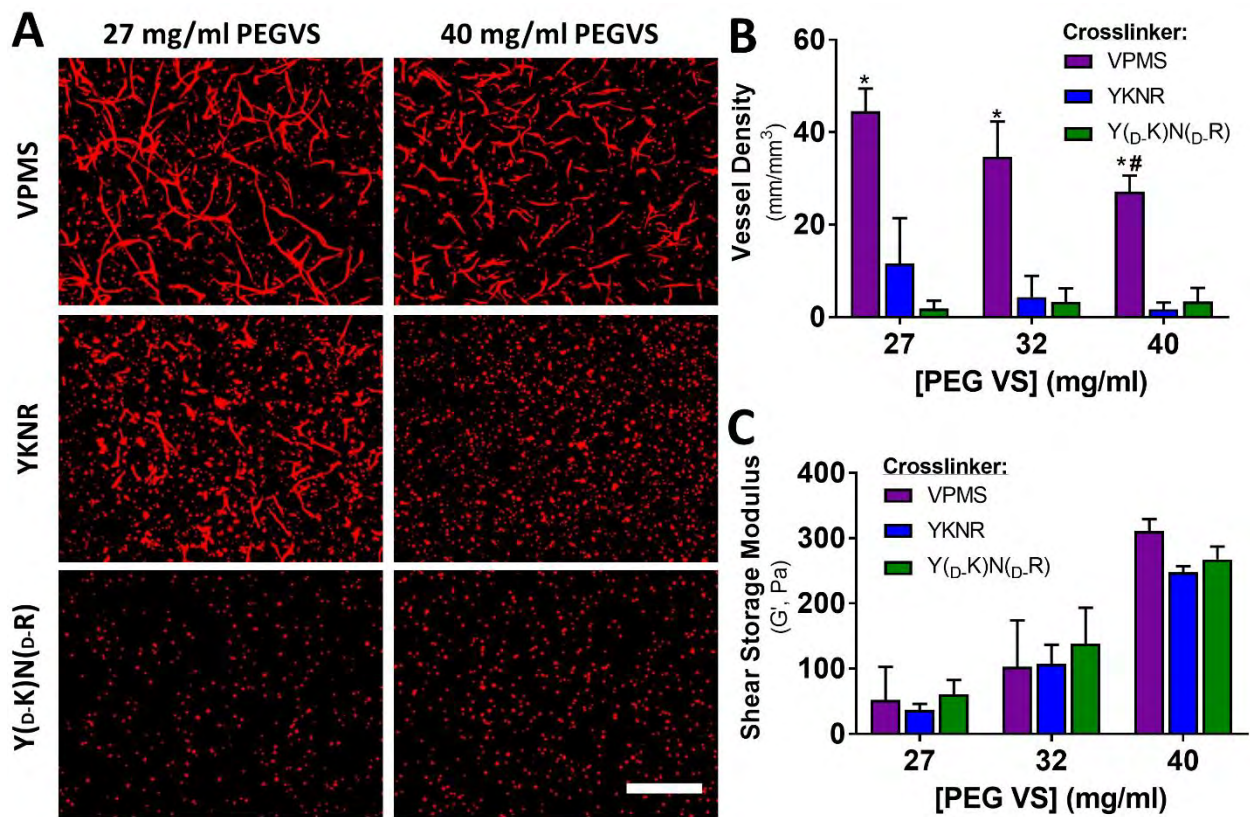 A
27 mg/ml PEGVS
40 mg/ml PEGVS
VPMS
YKNR
Y(D-K)N(D-R)
B
Vessel Density
(mm/mm³)
60
40
20
0
*
*
*#
Crosslinker:
VPMS
YKNR
Y(D-K)N(D-R)
27
32
40
[PEG VS] (mg/ml)
C
Shear Storage Modulus
(G', Pa)
400
300
200
100
0
Crosslinker:
VPMS
YKNR
Y(D-K)N(D-R)
27
32
40
[PEG VS] (mg/ml)